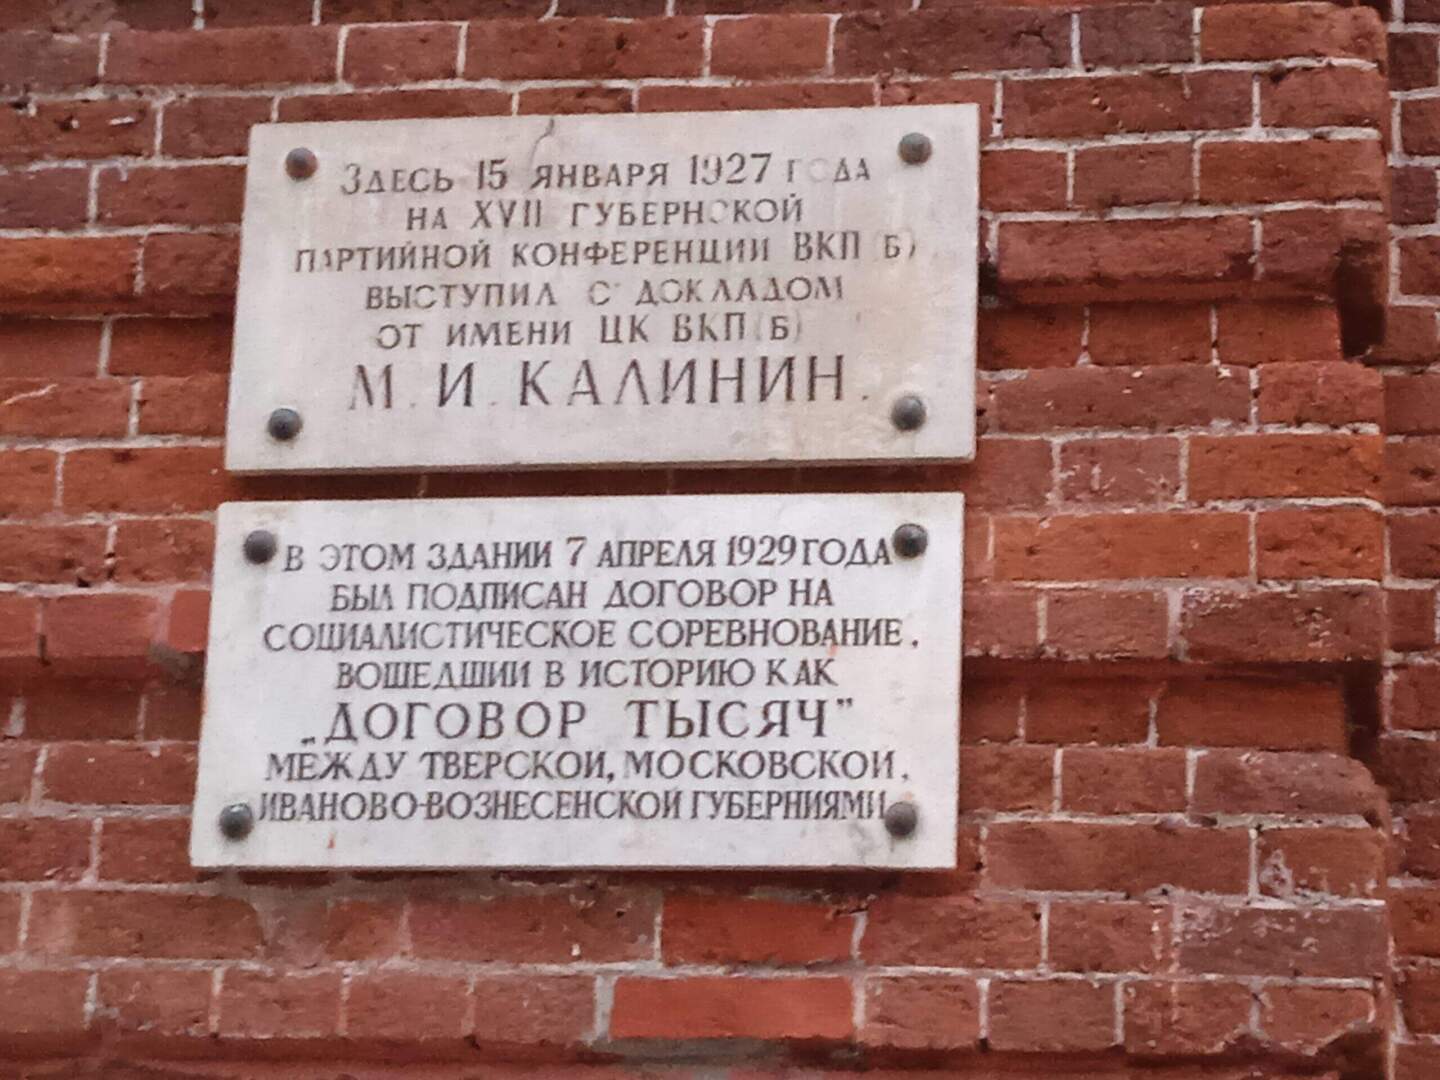 Здесь 15 января 1927 года
на XVII губернской
партийной конференции ВКП(б)
выступил с докладом
от имени ЦК ВКП(б)
М.И.КАЛИНИН.
В ЭТОМ ЗДАНИИ 7 АПРЕЛЯ 1929 ГОДА
БЫЛ ПОДПИСАН ДОГОВОР НА
СОЦИАЛИСТИЧЕСКОЕ СОРЕВНОВАНИЕ,
ВОШЕДШИЙ В ИСТОРИЮ КАК
„ДОГОВОР ТЫСЯЧ"
МЕЖДУ ТВЕРСКОЙ, МОСКОВСКОЙ,
ИВАНОВО-ВОЗНЕСЕНСКОЙ ГУБЕРНИЯМИ